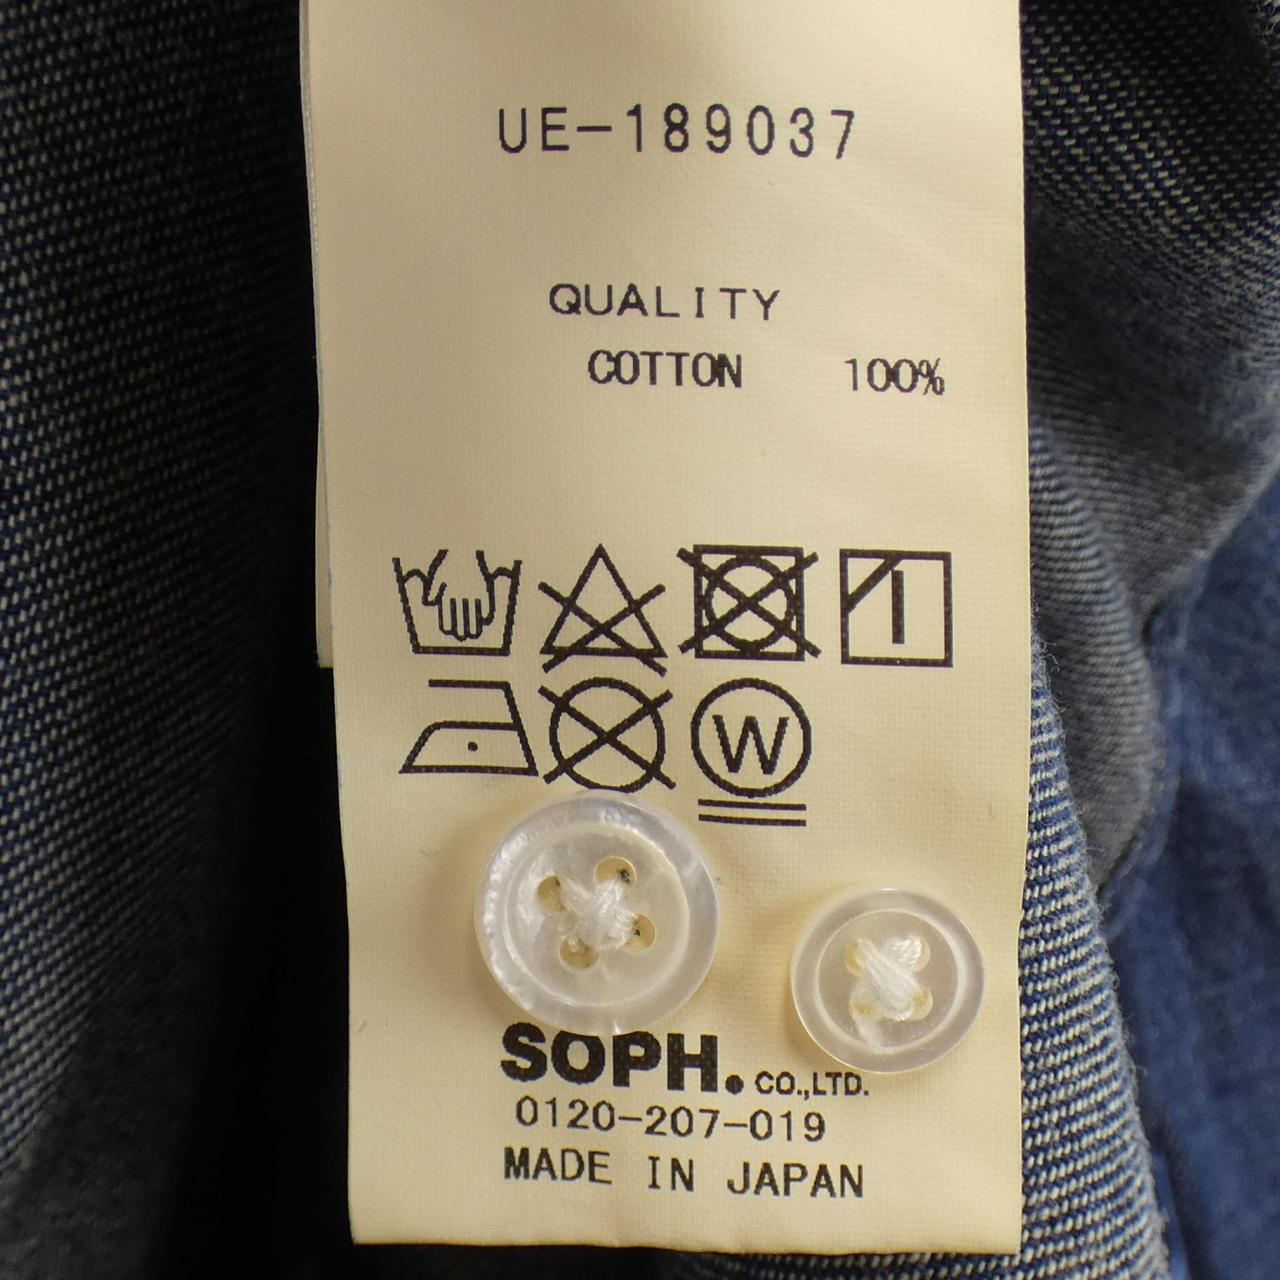 UE-189037
QUALITY
COTTON 100%
W
SOPH. CO.,LTD.
0120-207-019
MADE IN JAPAN